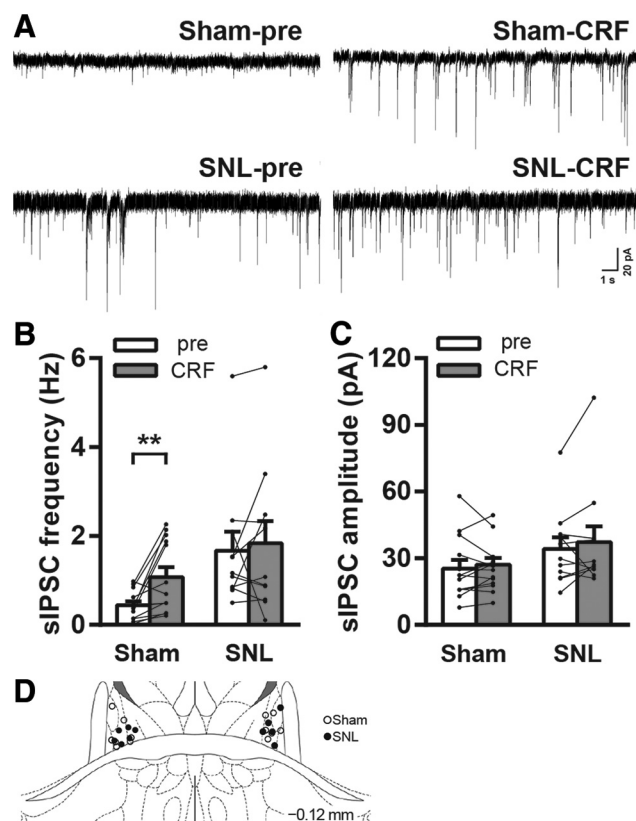 A
Sham-pre
Sham-CRF
SNL-pre
SNL-CRF
20 pA
1 s
B
pre
CRF
sIPSC frequency (Hz)
6
4
2
0
**
Sham
SNL
C
pre
CRF
sIPSC amplitude (pA)
120
90
60
30
0
Sham
SNL
D
Sham
SNL
−0.12 mm